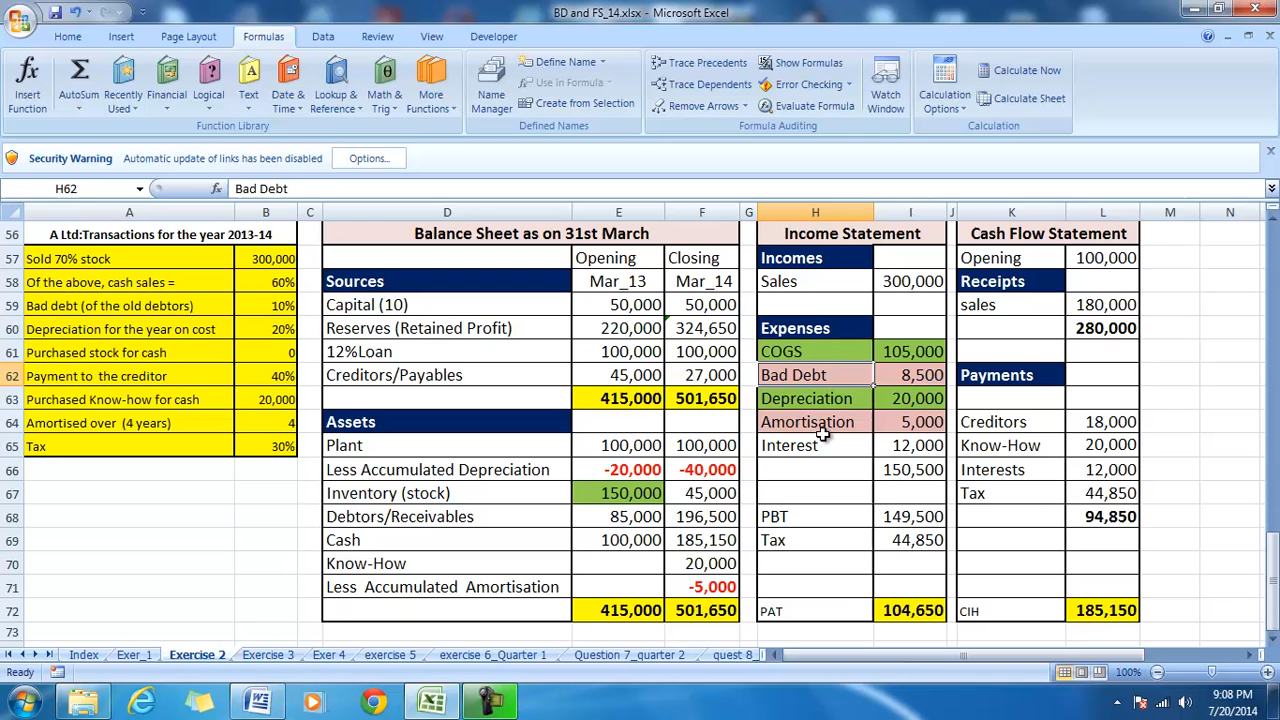 BD and FS_14.xlsx - Microsoft Excel
Home Insert Page Layout Formulas Data Review View Developer
Insert Function
AutoSum
Recently Used
Financial
Logical
Text
Date & Time
Lookup & Reference
Math & Trig
More Functions
Function Library
Name Manager
Define Name
Use in Formula
Create from Selection
Defined Names
Trace Precedents
Trace Dependents
Remove Arrows
Show Formulas
Error Checking
Evaluate Formula
Formula Auditing
Watch Window
Calculation Options
Calculate Now
Calculate Sheet
Calculation
Security Warning Automatic update of links has been disabled Options...
H62 fx Bad Debt
A B C D E F G H I J K L M N
56 A Ltd:Transactions for the year 2013-14 Balance Sheet as on 31st March Income Statement Cash Flow Statement
57 Sold 70% stock 300,000 Opening Closing Incomes Opening 100,000
58 Of the above, cash sales = 60% Sources Mar_13 Mar_14 Sales 300,000 Receipts
59 Bad debt (of the old debtors) 10% Capital (10) 50,000 50,000 sales 180,000
60 Depreciation for the year on cost 20% Reserves (Retained Profit) 220,000 324,650 Expenses 280,000
61 Purchased stock for cash 0 12%Loan 100,000 100,000 COGS 105,000
62 Payment to the creditor 40% Creditors/Payables 45,000 27,000 Bad Debt 8,500 Payments
63 Purchased Know-how for cash 20,000 415,000 501,650 Depreciation 20,000
64 Amortised over (4 years) 4 Assets Amortisation 5,000 Creditors 18,000
65 Tax 30% Plant 100,000 100,000 Interest 12,000 Know-How 20,000
66 Less Accumulated Depreciation -20,000 -40,000 150,500 Interests 12,000
67 Inventory (stock) 150,000 45,000 Tax 44,850
68 Debtors/Receivables 85,000 196,500 PBT 149,500 94,850
69 Cash 100,000 185,150 Tax 44,850
70 Know-How 20,000
71 Less Accumulated Amortisation -5,000
72 415,000 501,650 PAT 104,650 CIH 185,150
73
Index Exer_1 Exercise 2 Exercise 3 Exer 4 exercise 5 exercise 6_Quarter 1 Question 7_quarter 2 quest 8_
Ready 100%
9:08 PM
7/20/2014